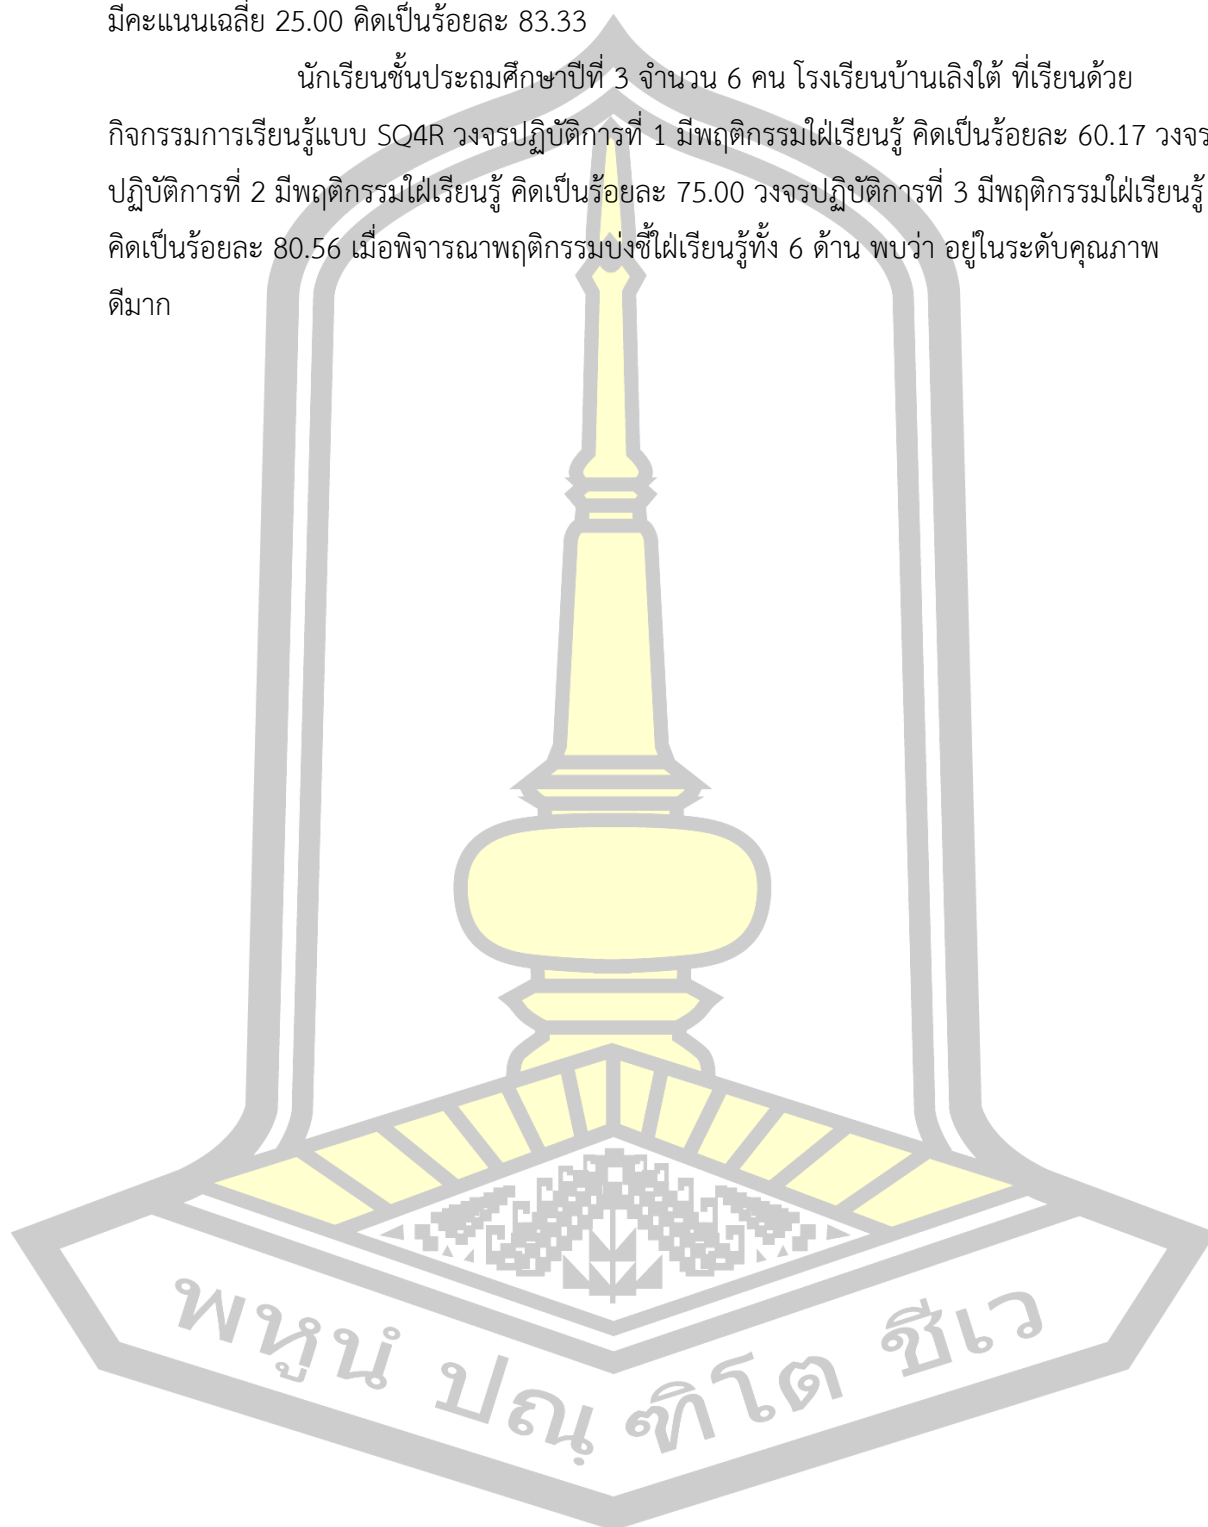 มีคะแนนเฉลี่ย 25.00 คิดเป็นร้อยละ 83.33
นักเรียนชั้นประถมศึกษาปีที่ 3 จำนวน 6 คน โรงเรียนบ้านเลิงใต้ ที่เรียนด้วย
กิจกรรมการเรียนรู้แบบ SQ4R วงจรปฏิบัติการที่ 1 มีพฤติกรรมใฝ่เรียนรู้ คิดเป็นร้อยละ 60.17 วงจร
ปฏิบัติการที่ 2 มีพฤติกรรมใฝ่เรียนรู้ คิดเป็นร้อยละ 75.00 วงจรปฏิบัติการที่ 3 มีพฤติกรรมใฝ่เรียนรู้
คิดเป็นร้อยละ 80.56 เมื่อพิจารณาพฤติกรรมบ่งชี้ใฝ่เรียนรู้ทั้ง 6 ด้าน พบว่า อยู่ในระดับคุณภาพ
ดีมาก
พหูนํ ปณฺ ฑิโต ชีเว